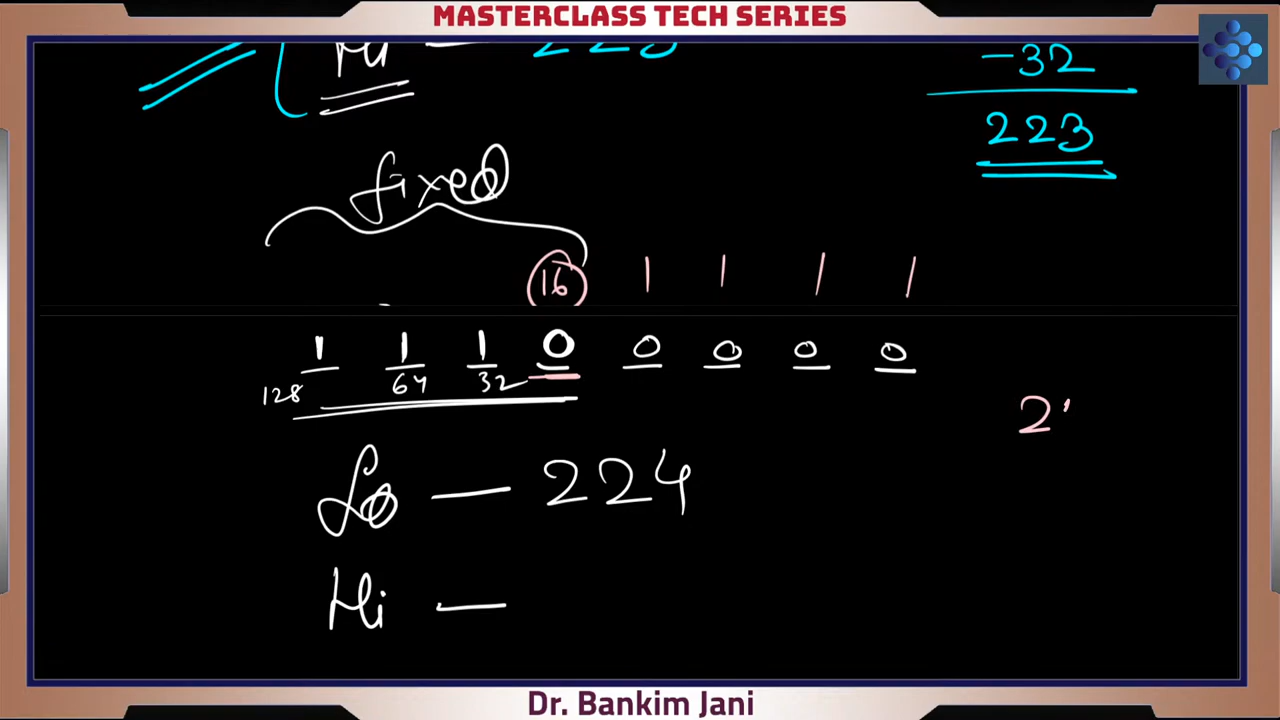 MASTERCLASS TECH SERIES
Hi — 223
-32
223
fixed
16 1 1 1 1
1 1 1 0 0 0 0 0
128 64 32
2
Lo — 224
Hi —
Dr. Bankim Jani